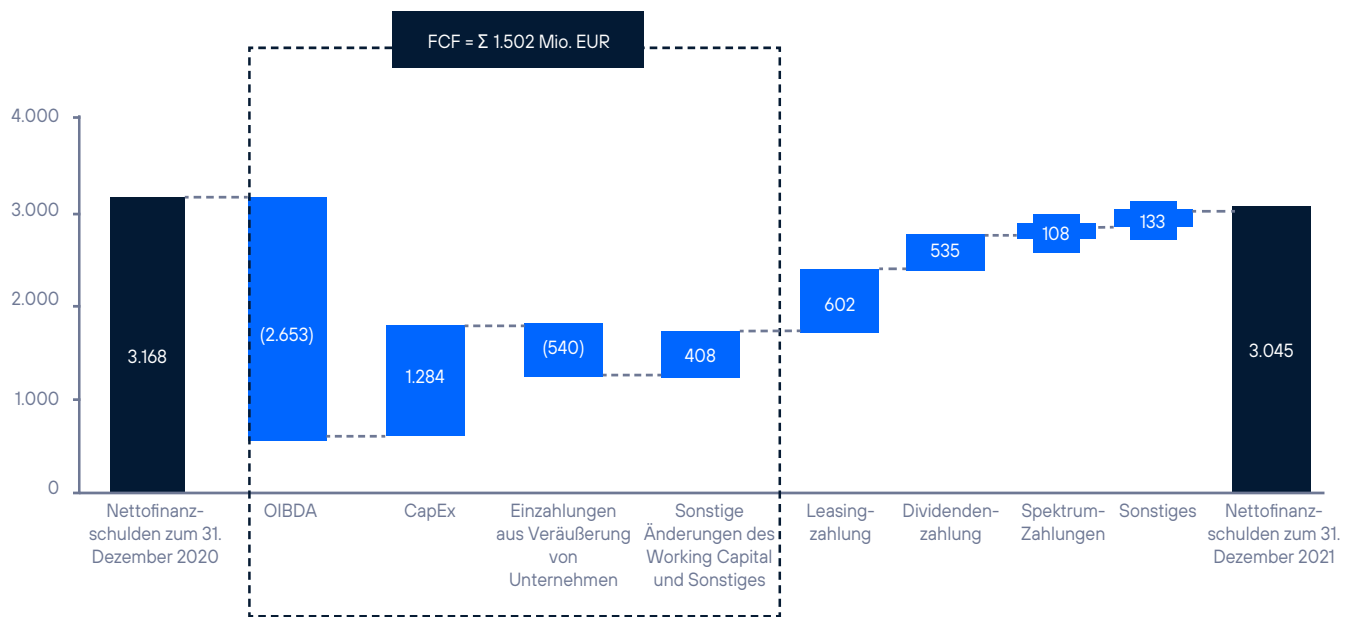 FCF = Σ 1.502 Mio. EUR
4.000
3.000
2.000
1.000
0
3.168
(2.653)
1.284
(540)
408
602
535
108
133
3.045
Nettofinanz-
schulden zum 31.
Dezember 2020
OIBDA
CapEx
Einzahlungen
aus Veräußerung
von
Unternehmen
Sonstige
Änderungen des
Working Capital
und Sonstiges
Leasing-
zahlung
Dividenden-
zahlung
Spektrum-
Zahlungen
Sonstiges
Nettofinanz-
schulden zum 31.
Dezember 2021